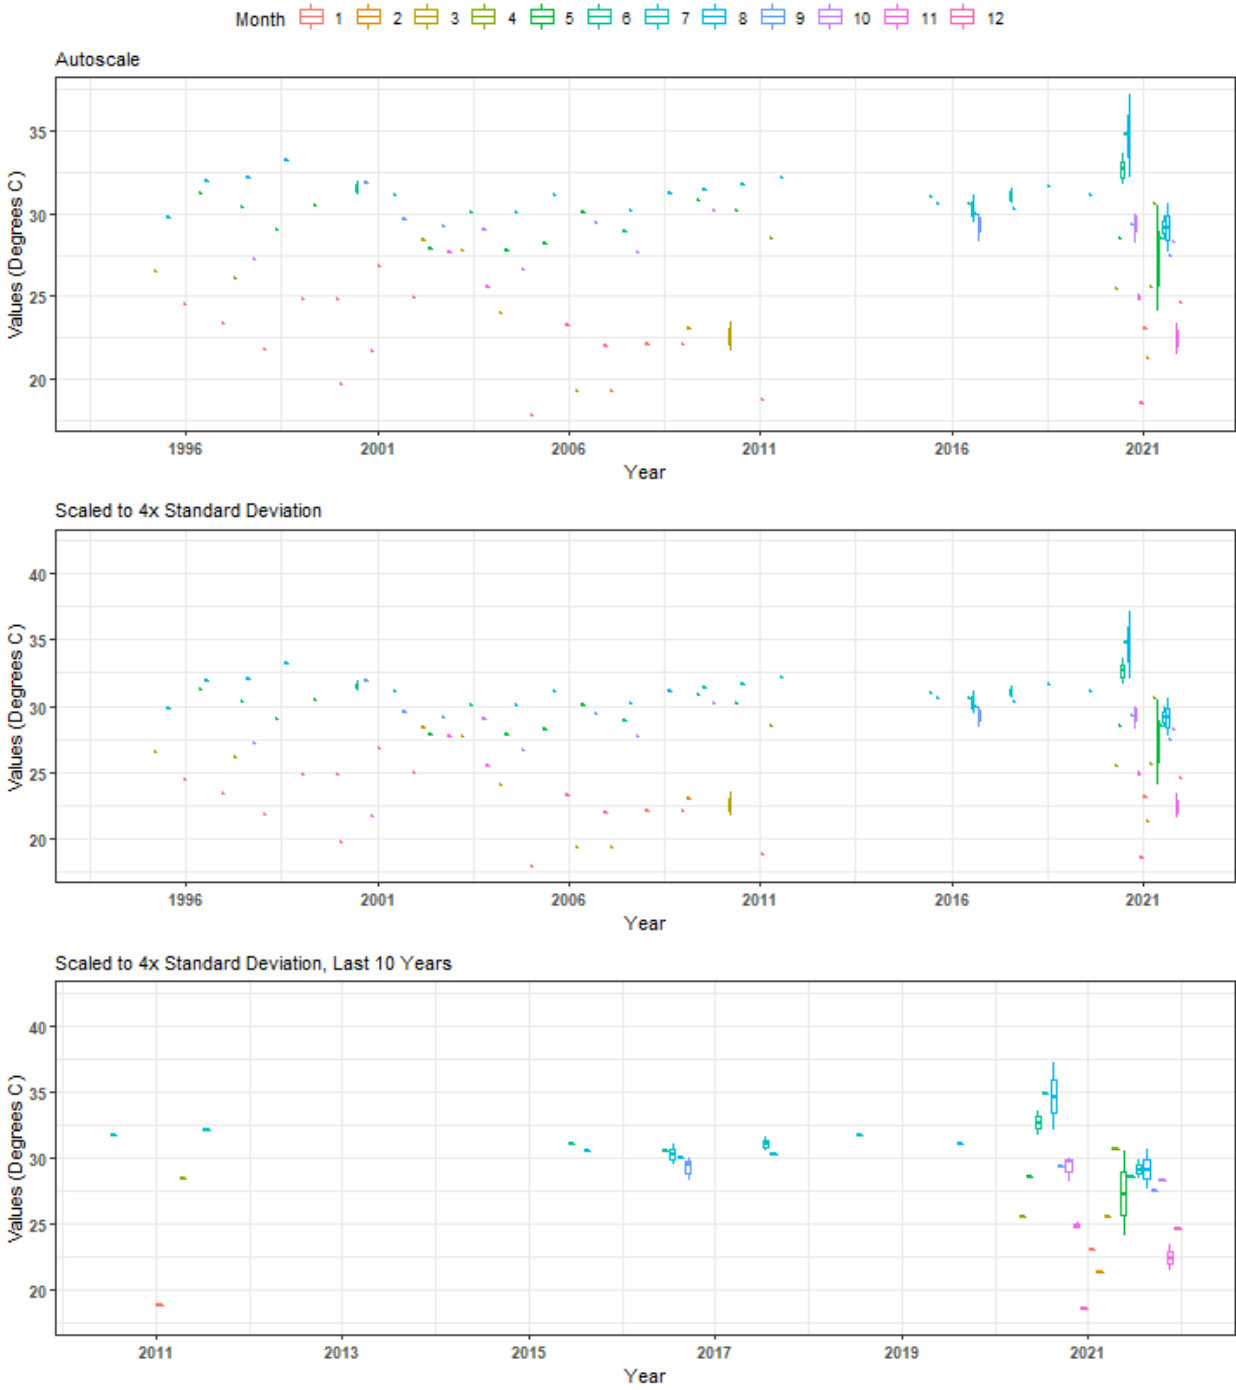 Month 1 2 3 4 5 6 7 8 9 10 11 12
Autoscale
Values (Degrees C)
35
30
25
20
1996 2001 2006 2011 2016 2021
Year
Scaled to 4x Standard Deviation
Values (Degrees C)
40
35
30
25
20
1996 2001 2006 2011 2016 2021
Year
Scaled to 4x Standard Deviation, Last 10 Years
Values (Degrees C)
40
35
30
25
20
2011 2013 2015 2017 2019 2021
Year